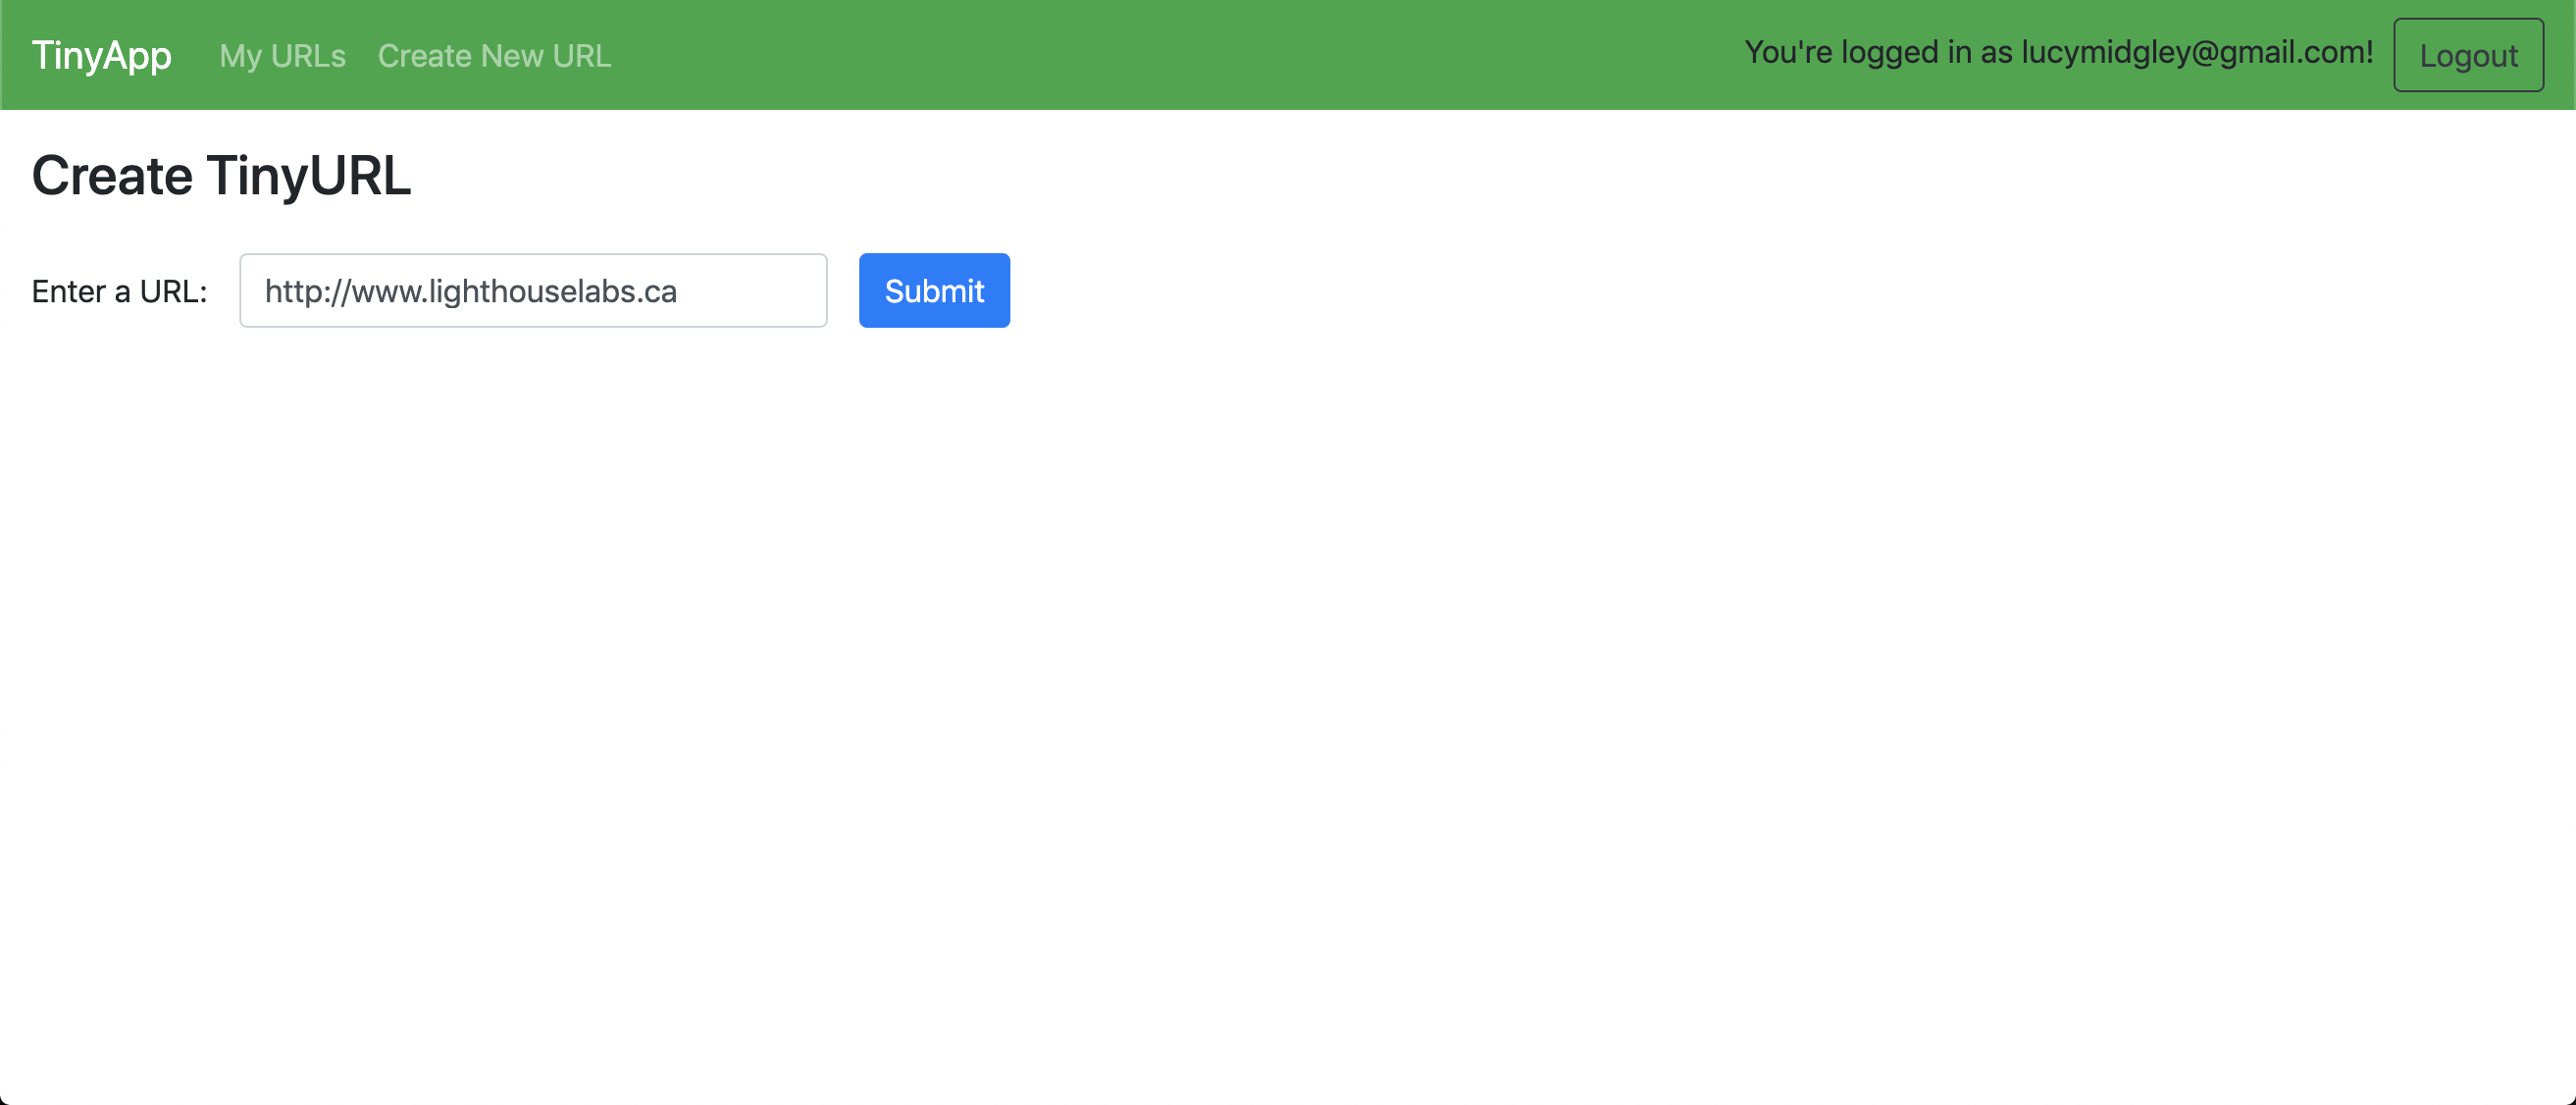 TinyApp My URLs Create New URL You're logged in as lucymidgley@gmail.com! Logout
Create TinyURL
Enter a URL: http://www.lighthouselabs.ca Submit